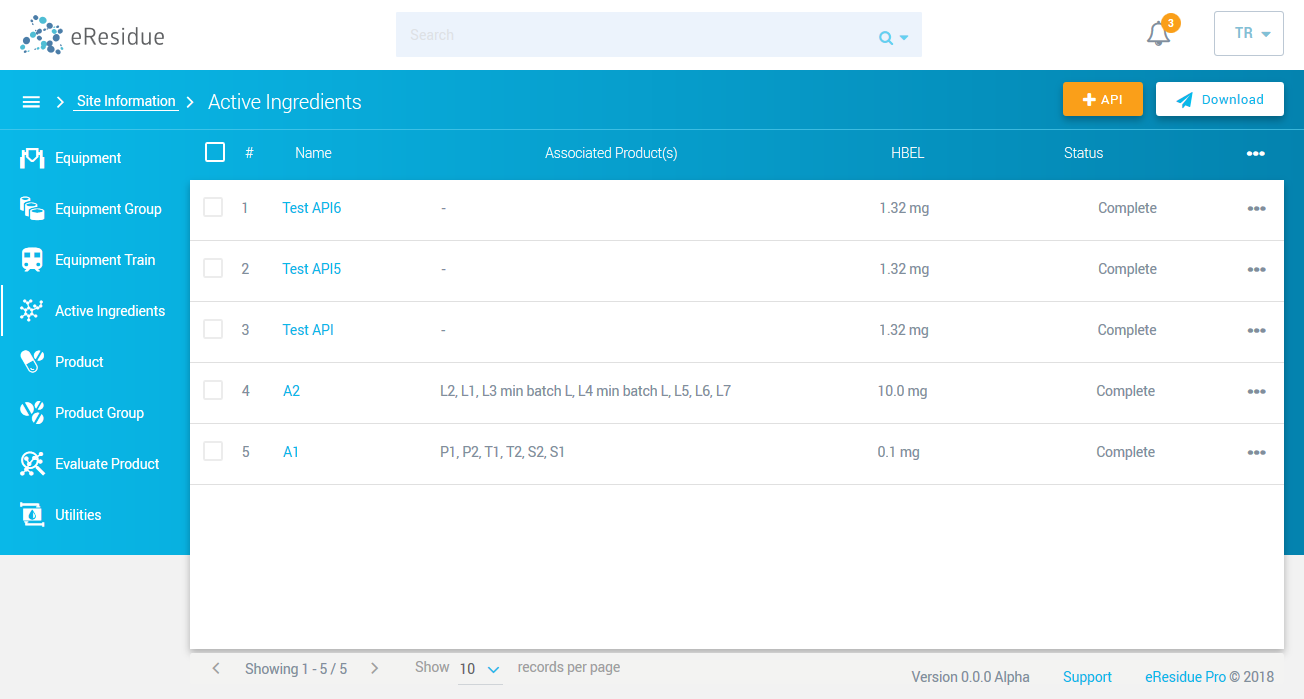 eResidue
Search
3
TR
Site Information
Active Ingredients
API
Download
Equipment
Equipment Group
Equipment Train
Active Ingredients
Product
Product Group
Evaluate Product
Utilities
# Name Associated Product(s) HBEL Status
1 Test API6 - 1.32 mg Complete
2 Test API5 - 1.32 mg Complete
3 Test API - 1.32 mg Complete
4 A2 L2, L1, L3 min batch L, L4 min batch L, L5, L6, L7 10.0 mg Complete
5 A1 P1, P2, T1, T2, S2, S1 0.1 mg Complete
Showing 1 - 5 / 5 Show 10 records per page
Version 0.0.0 Alpha Support eResidue Pro © 2018